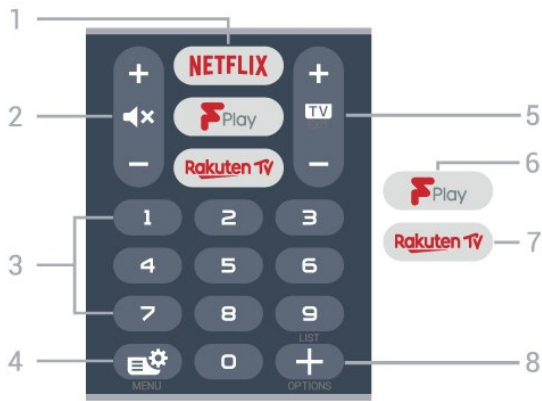 1
NETFLIX
2
+
+
TV
EXIT
5
F Play
−
−
6
F Play
Rakuten TV
1 2 3
Rakuten TV
7
3
4 5 6
7 8 9
LIST
4
0
+
8
MENU
OPTIONS